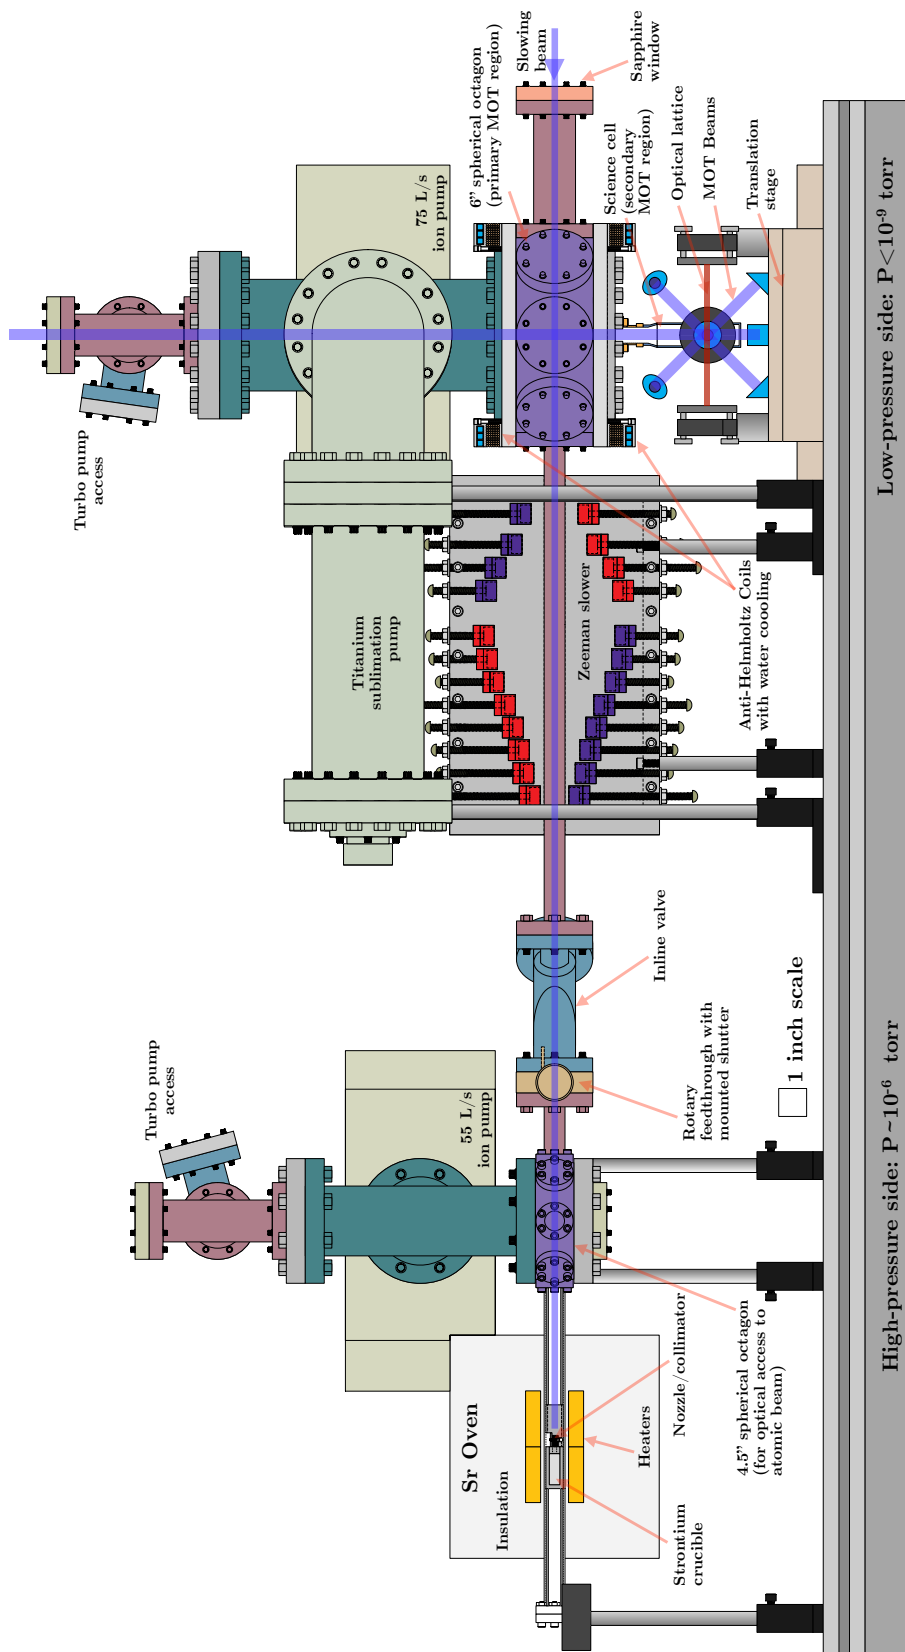 Turbo pump
access
75 L/s
ion pump
6” spherical octagon
(primary MOT region)
Slowing
beam
Sapphire
window
Science cell
(secondary
MOT region)
Optical lattice
MOT Beams
Translation
stage
Low-pressure side: P<10-9 torr
Titanium
sublimation
pump
Zeeman slower
Anti-Helmholtz Coils
with water coooling
Inline valve
Turbo pump
access
55 L/s
ion pump
Rotary
feedthrough with
mounted shutter
1 inch scale
Sr Oven
Insulation
Heaters
Nozzle/collimator
Strontium
crucible
4.5” spherical octagon
(for optical access to
atomic beam)
High-pressure side: P~10-6 torr